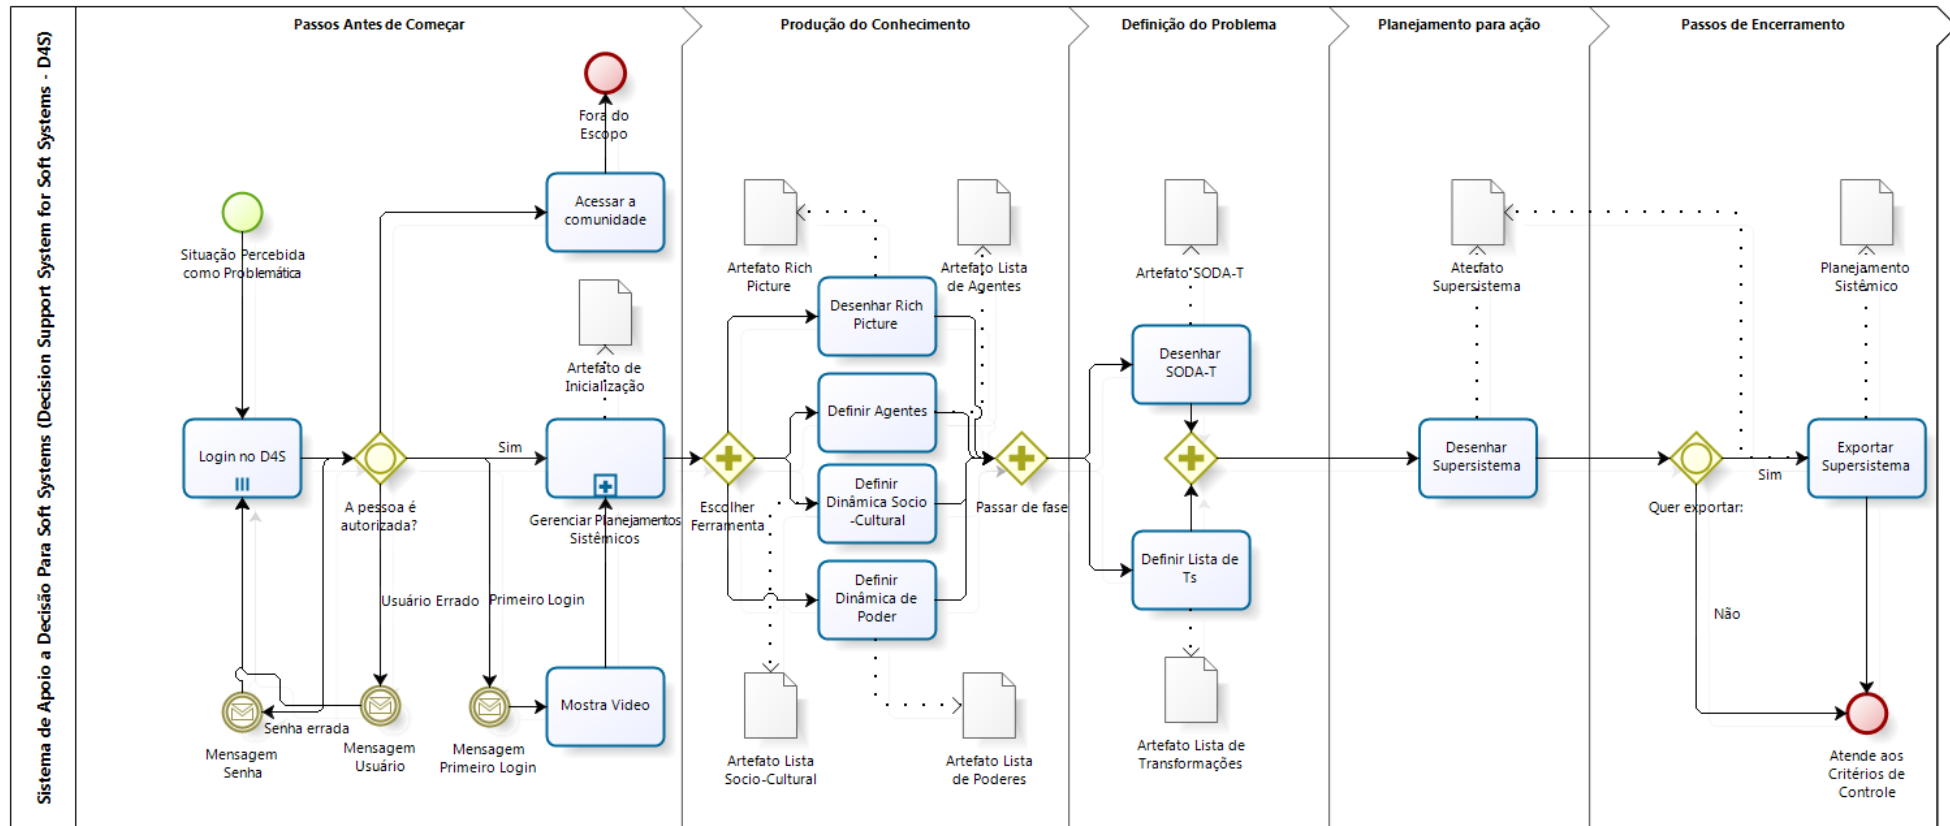 Sistema de Apoio a Decisão Para Soft Systems (Decision Support System for Soft Systems - D4S)
Passos Antes de Começar
Produção do Conhecimento
Definição do Problema
Planejamento para ação
Passos de Encerramento
Fora do
Escopo
Acessar a
comunidade
Situação Percebida
como Problemática
Artefato de
Inicialização
Login no D4S
A pessoa é
autorizada?
Sim
Gerenciar Planejamentos
Sistêmicos
Usuário Errado
Primeiro Login
Mostra Video
Senha errada
Mensagem
Senha
Mensagem
Usuário
Mensagem
Primeiro Login
Artefato Rich
Picture
Artefato Lista
de Agentes
Desenhar Rich
Picture
Definir Agentes
Definir
Dinâmica Socio
-Cultural
Definir
Dinâmica de
Poder
Escolher
Ferramenta
Passar de fase
Artefato Lista
Socio-Cultural
Artefato Lista
de Poderes
Artefato SODA-T
Desenhar
SODA-T
Definir Lista de
Ts
Artefato Lista de
Transformações
Atefato
Supersistema
Desenhar
Supersistema
Planejamento
Sistêmico
Quer exportar:
Sim
Exportar
Supersistema
Não
Atende aos
Critérios de
Controle